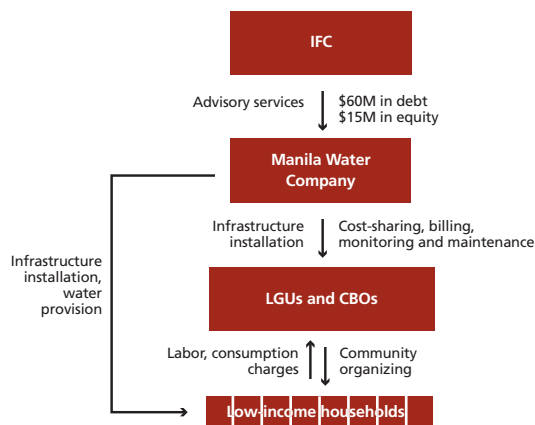 IFC
Advisory services
$60M in debt
$15M in equity
Manila Water
Company
Infrastructure
installation
Cost-sharing, billing,
monitoring and maintenance
Infrastructure
installation,
water
provision
LGUs and CBOs
Labor, consumption
charges
Community
organizing
Low-income households